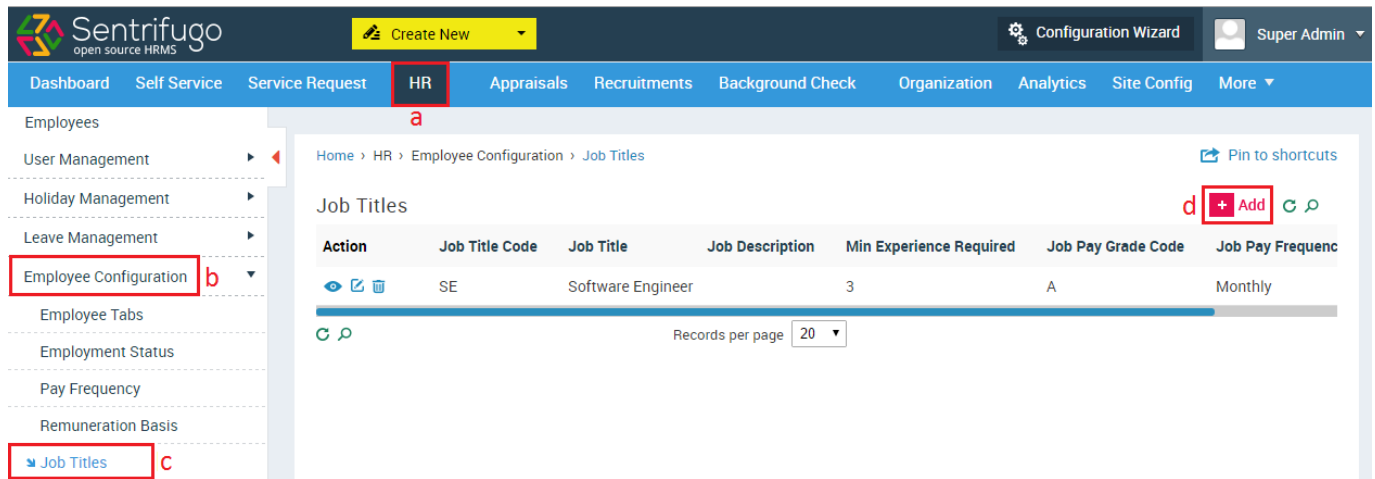 Sentrifugo
open source HRMS
Create New
Configuration Wizard
Super Admin
Dashboard Self Service Service Request HR Appraisals Recruitments Background Check Organization Analytics Site Config More
a
Employees
User Management
Holiday Management
Leave Management
Employee Configuration b
Employee Tabs
Employment Status
Pay Frequency
Remuneration Basis
Job Titles c
Home › HR › Employee Configuration › Job Titles
Pin to shortcuts
Job Titles
d + Add
Action Job Title Code Job Title Job Description Min Experience Required Job Pay Grade Code Job Pay Frequenc
SE Software Engineer 3 A Monthly
Records per page 20